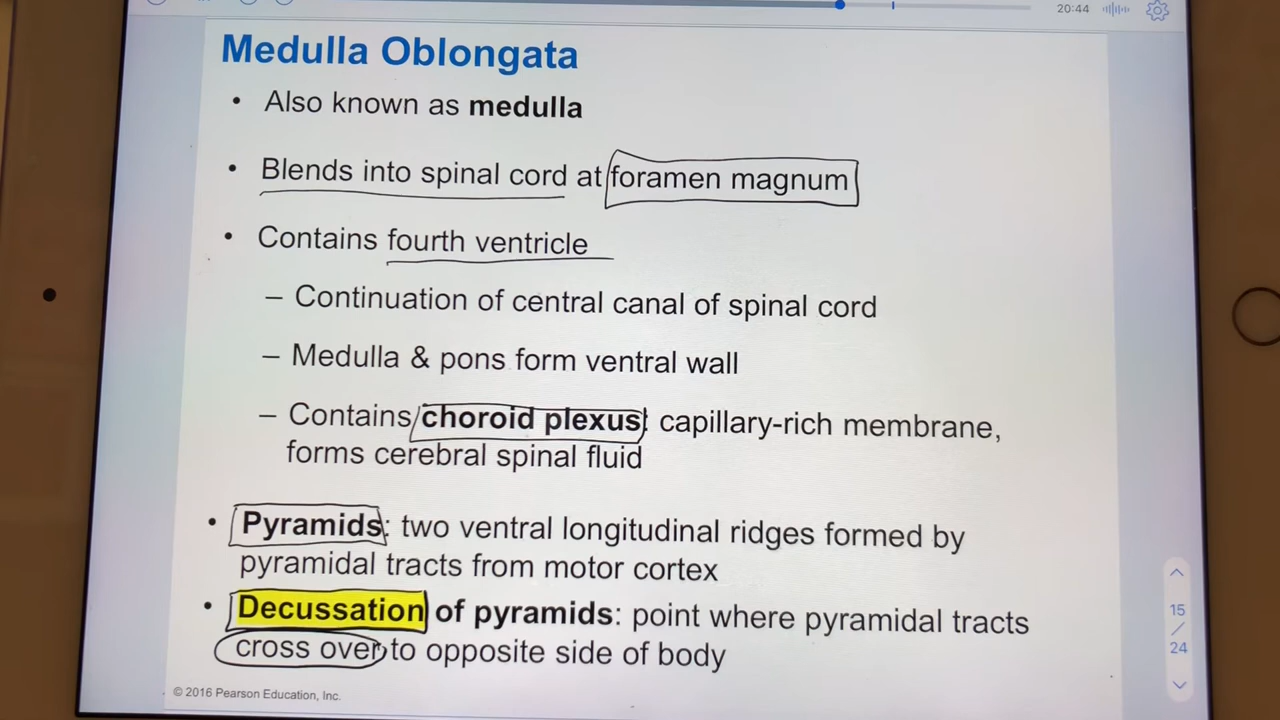 20:44
Medulla Oblongata
• Also known as medulla
• Blends into spinal cord at foramen magnum
• Contains fourth ventricle
– Continuation of central canal of spinal cord
– Medulla & pons form ventral wall
– Contains choroid plexus: capillary-rich membrane,
forms cerebral spinal fluid
• Pyramids: two ventral longitudinal ridges formed by
pyramidal tracts from motor cortex
• Decussation of pyramids: point where pyramidal tracts
cross over to opposite side of body
15
/
24
© 2016 Pearson Education, Inc.